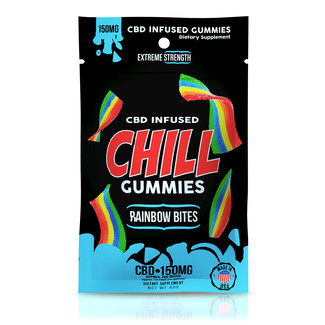 150MG
CBD INFUSED GUMMIES
Dietary Supplement
EXTREME STRENGTH
CBD INFUSED
CHILL
GUMMIES
RAINBOW BITES
CBD•150MG
DIETARY SUPPLEMENT
MADE IN
USA